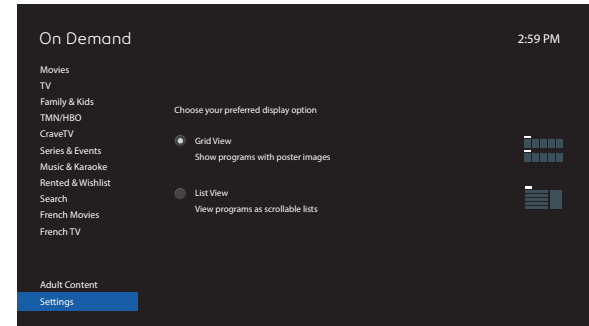 On Demand
2:59 PM
Movies
TV
Family & Kids
TMN/HBO
CraveTV
Series & Events
Music & Karaoke
Rented & Wishlist
Search
French Movies
French TV
Adult Content
Settings
Choose your preferred display option
Grid View
Show programs with poster images
List View
View programs as scrollable lists